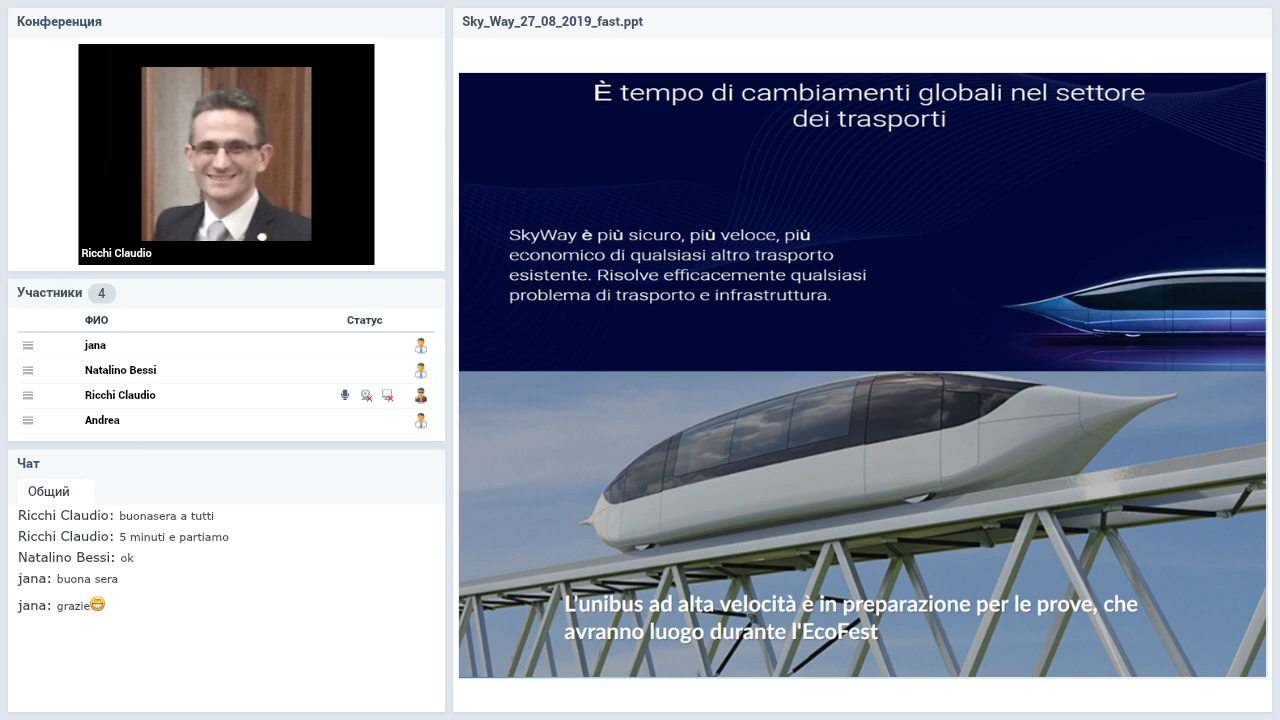 Конференция
Ricchi Claudio
Участники 4
ФИО Статус
jana
Natalino Bessi
Ricchi Claudio
Andrea
Чат
Общий
Ricchi Claudio: buonasera a tutti
Ricchi Claudio: 5 minuti e partiamo
Natalino Bessi: ok
jana: buona sera
jana: grazie
Sky_Way_27_08_2019_fast.ppt
È tempo di cambiamenti globali nel settore
dei trasporti
SkyWay è più sicuro, più veloce, più
economico di qualsiasi altro trasporto
esistente. Risolve efficacemente qualsiasi
problema di trasporto e infrastruttura.
L'unibus ad alta velocità è in preparazione per le prove, che
avranno luogo durante l'EcoFest